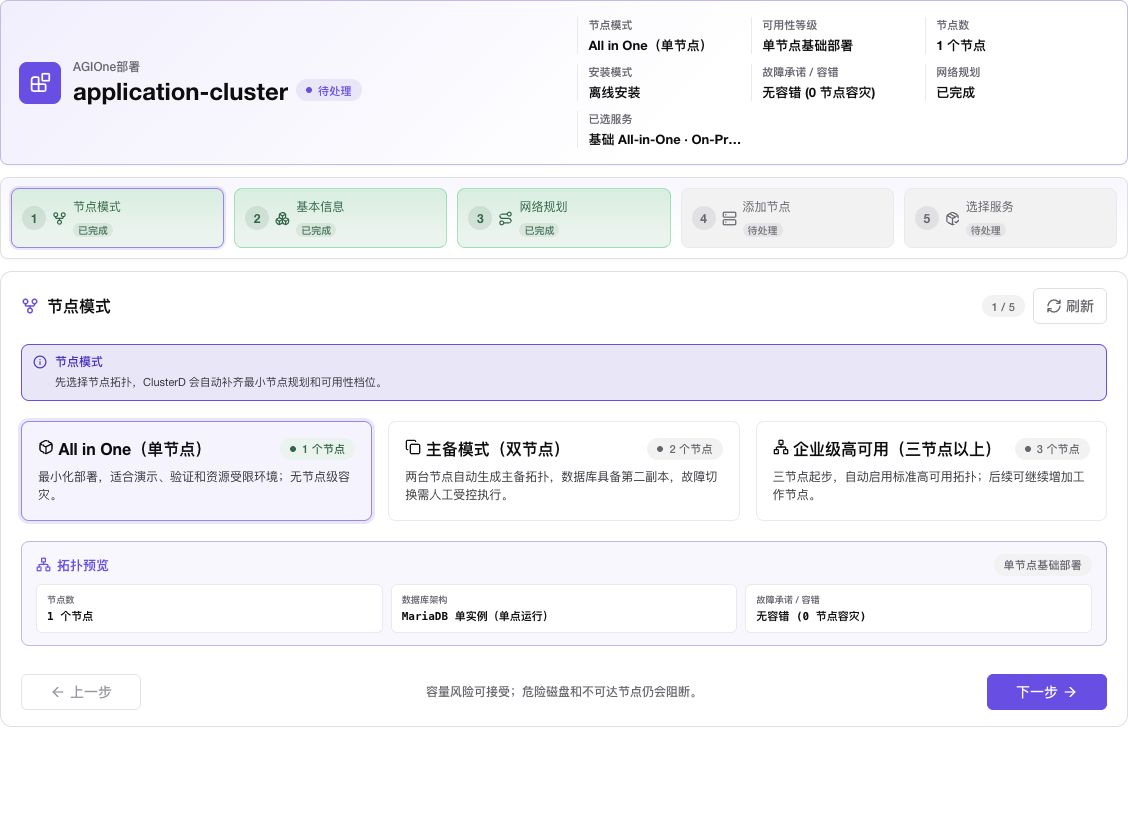 AGIOne部署
application-cluster
待处理
节点模式
All in One（单节点）
可用性等级
单节点基础部署
节点数
1 个节点
安装模式
离线安装
故障承诺 / 容错
无容错 (0 节点容灾)
网络规划
已完成
已选服务
基础 All-in-One · On-Pr...
1
节点模式
已完成
2
基本信息
已完成
3
网络规划
已完成
4
添加节点
待处理
5
选择服务
待处理
节点模式
1 / 5
刷新
节点模式
先选择节点拓扑，ClusterD 会自动补齐最小节点规划和可用性档位。
All in One（单节点）
1 个节点
最小化部署，适合演示、验证和资源受限环境；无节点级容
灾。
主备模式（双节点）
2 个节点
两台节点自动生成主备拓扑，数据库具备第二副本，故障切
换需人工受控执行。
企业级高可用（三节点以上）
3 个节点
三节点起步，自动启用标准高可用拓扑；后续可继续增加工
作节点。
拓扑预览
单节点基础部署
节点数
1 个节点
数据库架构
MariaDB 单实例（单点运行）
故障承诺 / 容错
无容错 (0 节点容灾)
← 上一步
容量风险可接受；危险磁盘和不可达节点仍会阻断。
下一步 →